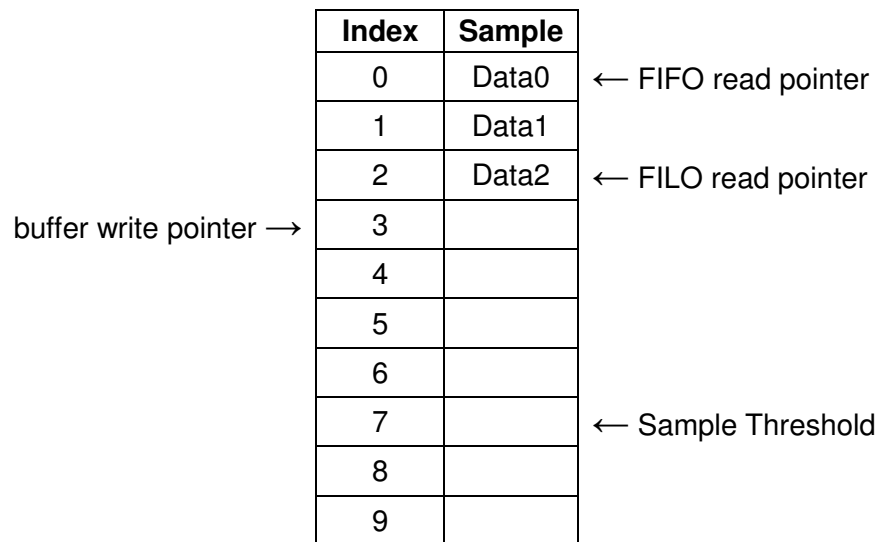 Index Sample
0 Data0 ← FIFO read pointer
1 Data1
2 Data2 ← FILO read pointer
buffer write pointer → 3
4
5
6
7 ← Sample Threshold
8
9